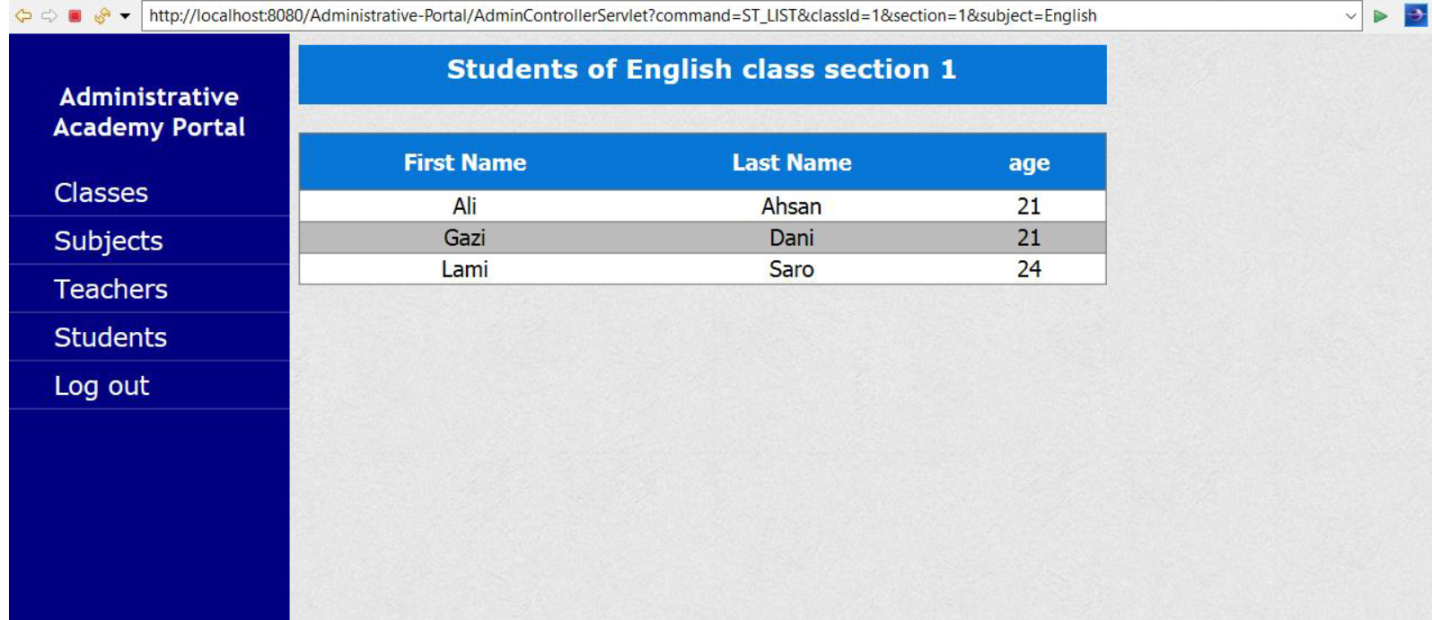 http://localhost:8080/Administrative-Portal/AdminControllerServlet?command=ST_LIST&classId=1&section=1&subject=English
Administrative
Academy Portal
Classes
Subjects
Teachers
Students
Log out
Students of English class section 1
First Name Last Name age
Ali Ahsan 21
Gazi Dani 21
Lami Saro 24